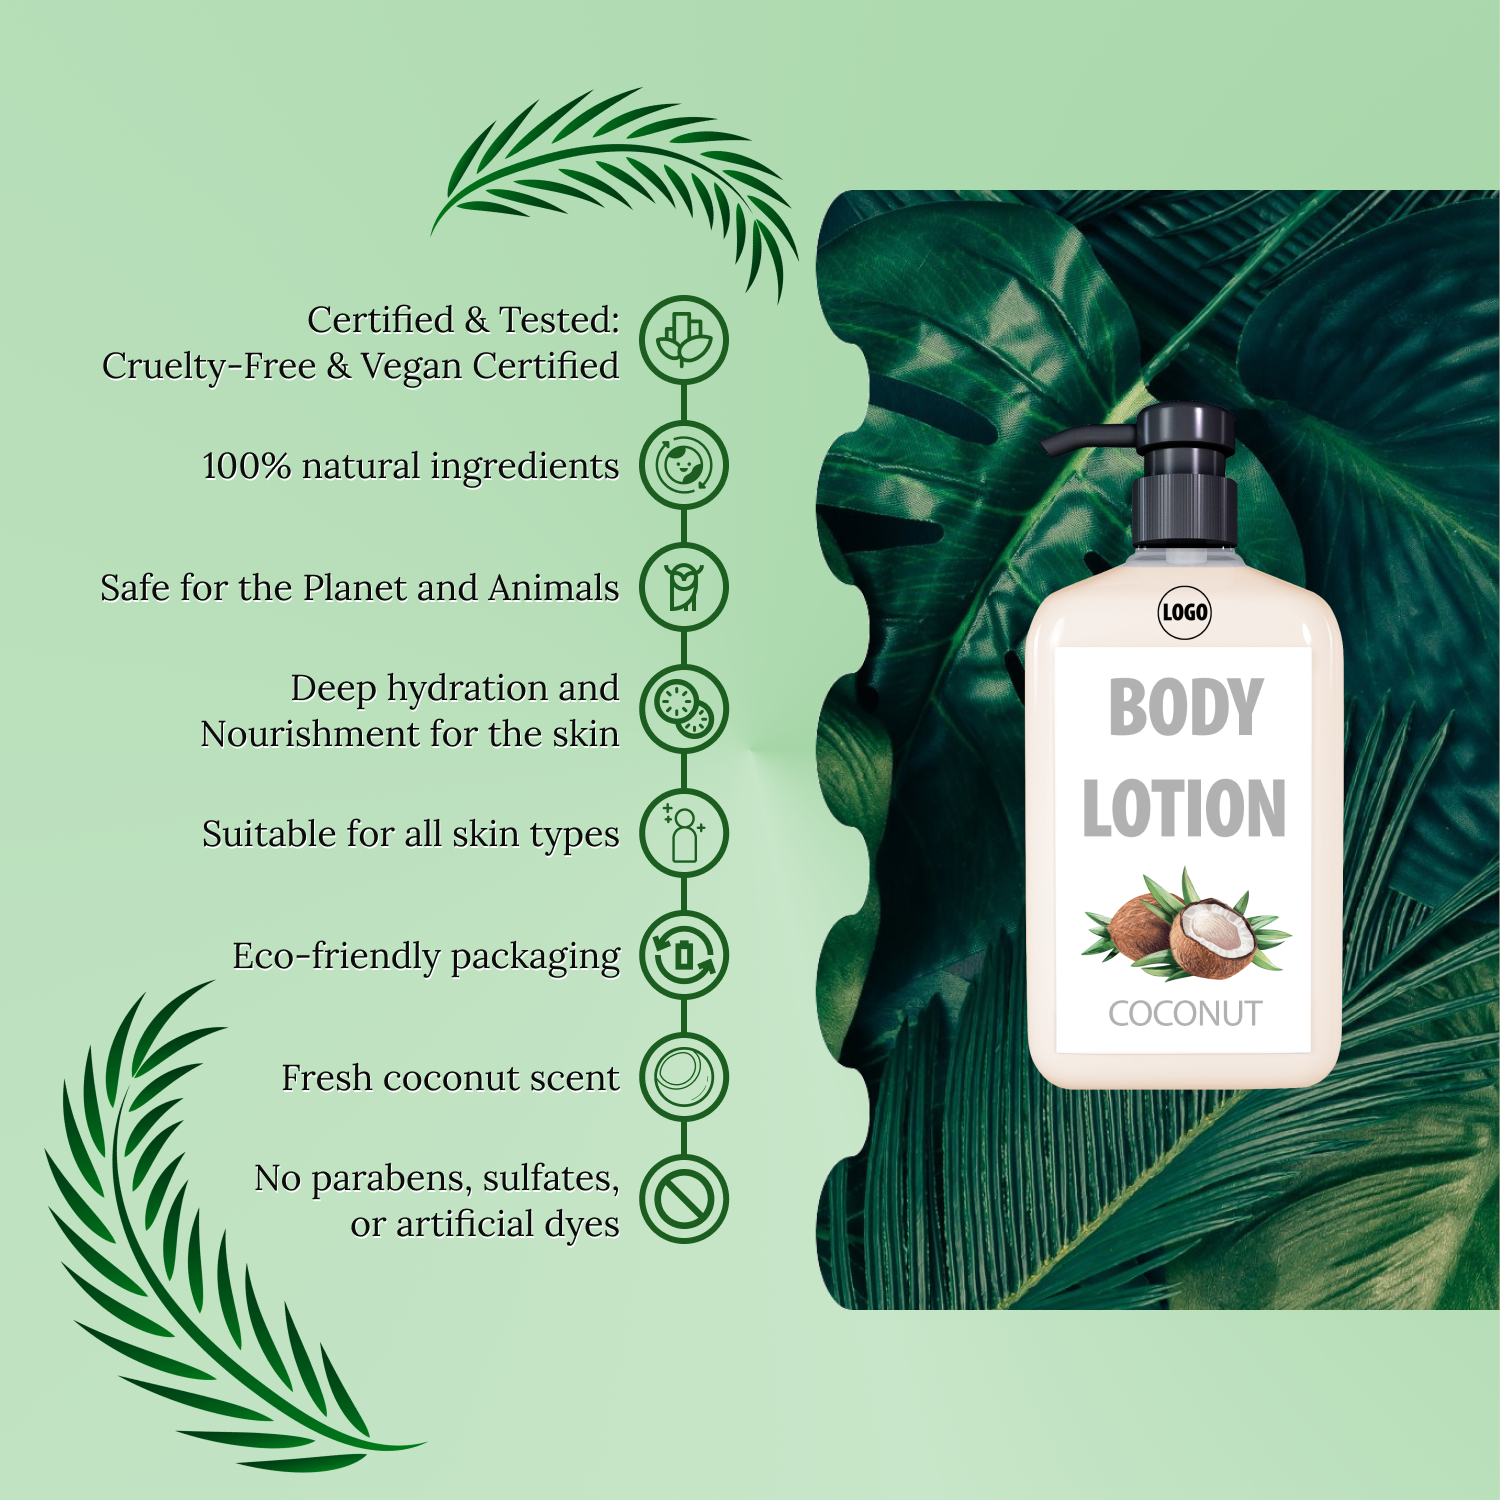 Certified & Tested:
Cruelty-Free & Vegan Certified
100% natural ingredients
Safe for the Planet and Animals
Deep hydration and
Nourishment for the skin
Suitable for all skin types
Eco-friendly packaging
Fresh coconut scent
No parabens, sulfates,
or artificial dyes
LOGO
BODY
LOTION
COCONUT